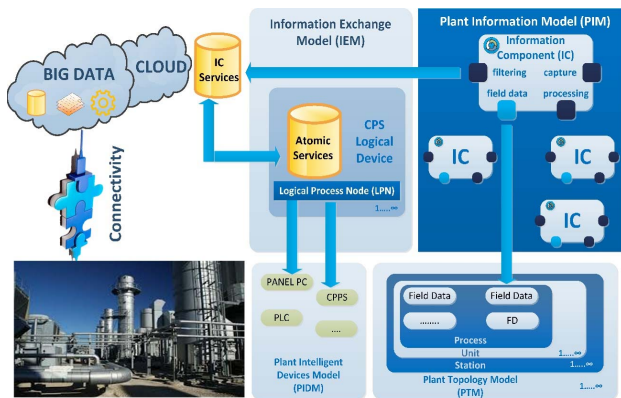 BIG DATA
CLOUD
Connectivity
IC
Services
Information Exchange
Model (IEM)
CPS
Logical
Device
Atomic
Services
Logical Process Node (LPN)
1.....∞
Plant Information Model (PIM)
Information
Component (IC)
filtering capture
field data processing
IC
IC
IC
PANEL PC
CPPS
PLC
....
Plant Intelligent
Devices Model
(PIDM)
Field Data Field Data
........ FD
Process
Unit 1.....∞
Station 1.....∞
Plant Topology Model
(PTM)
1.....∞